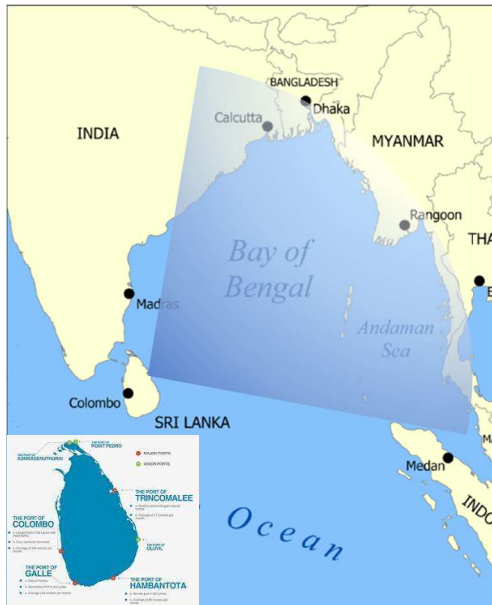 BANGLADESH
Dhaka
Calcutta
INDIA
MYANMAR
Rangoon
THA
Bay of
Bengal
Madras
Andaman
Sea
Colombo
SRI LANKA
Medan
INDO
Ocean
THE PORT OF
POINT PEDRO
THE PORT OF
KANKASENTHURAI
MAJOR PORTS
MINOR PORTS
THE PORT OF
TRINCOMALEE
THE PORT OF
COLOMBO
THE PORT OF
OLUVIL
THE PORT OF
GALLE
THE PORT OF
HAMBANTOTA